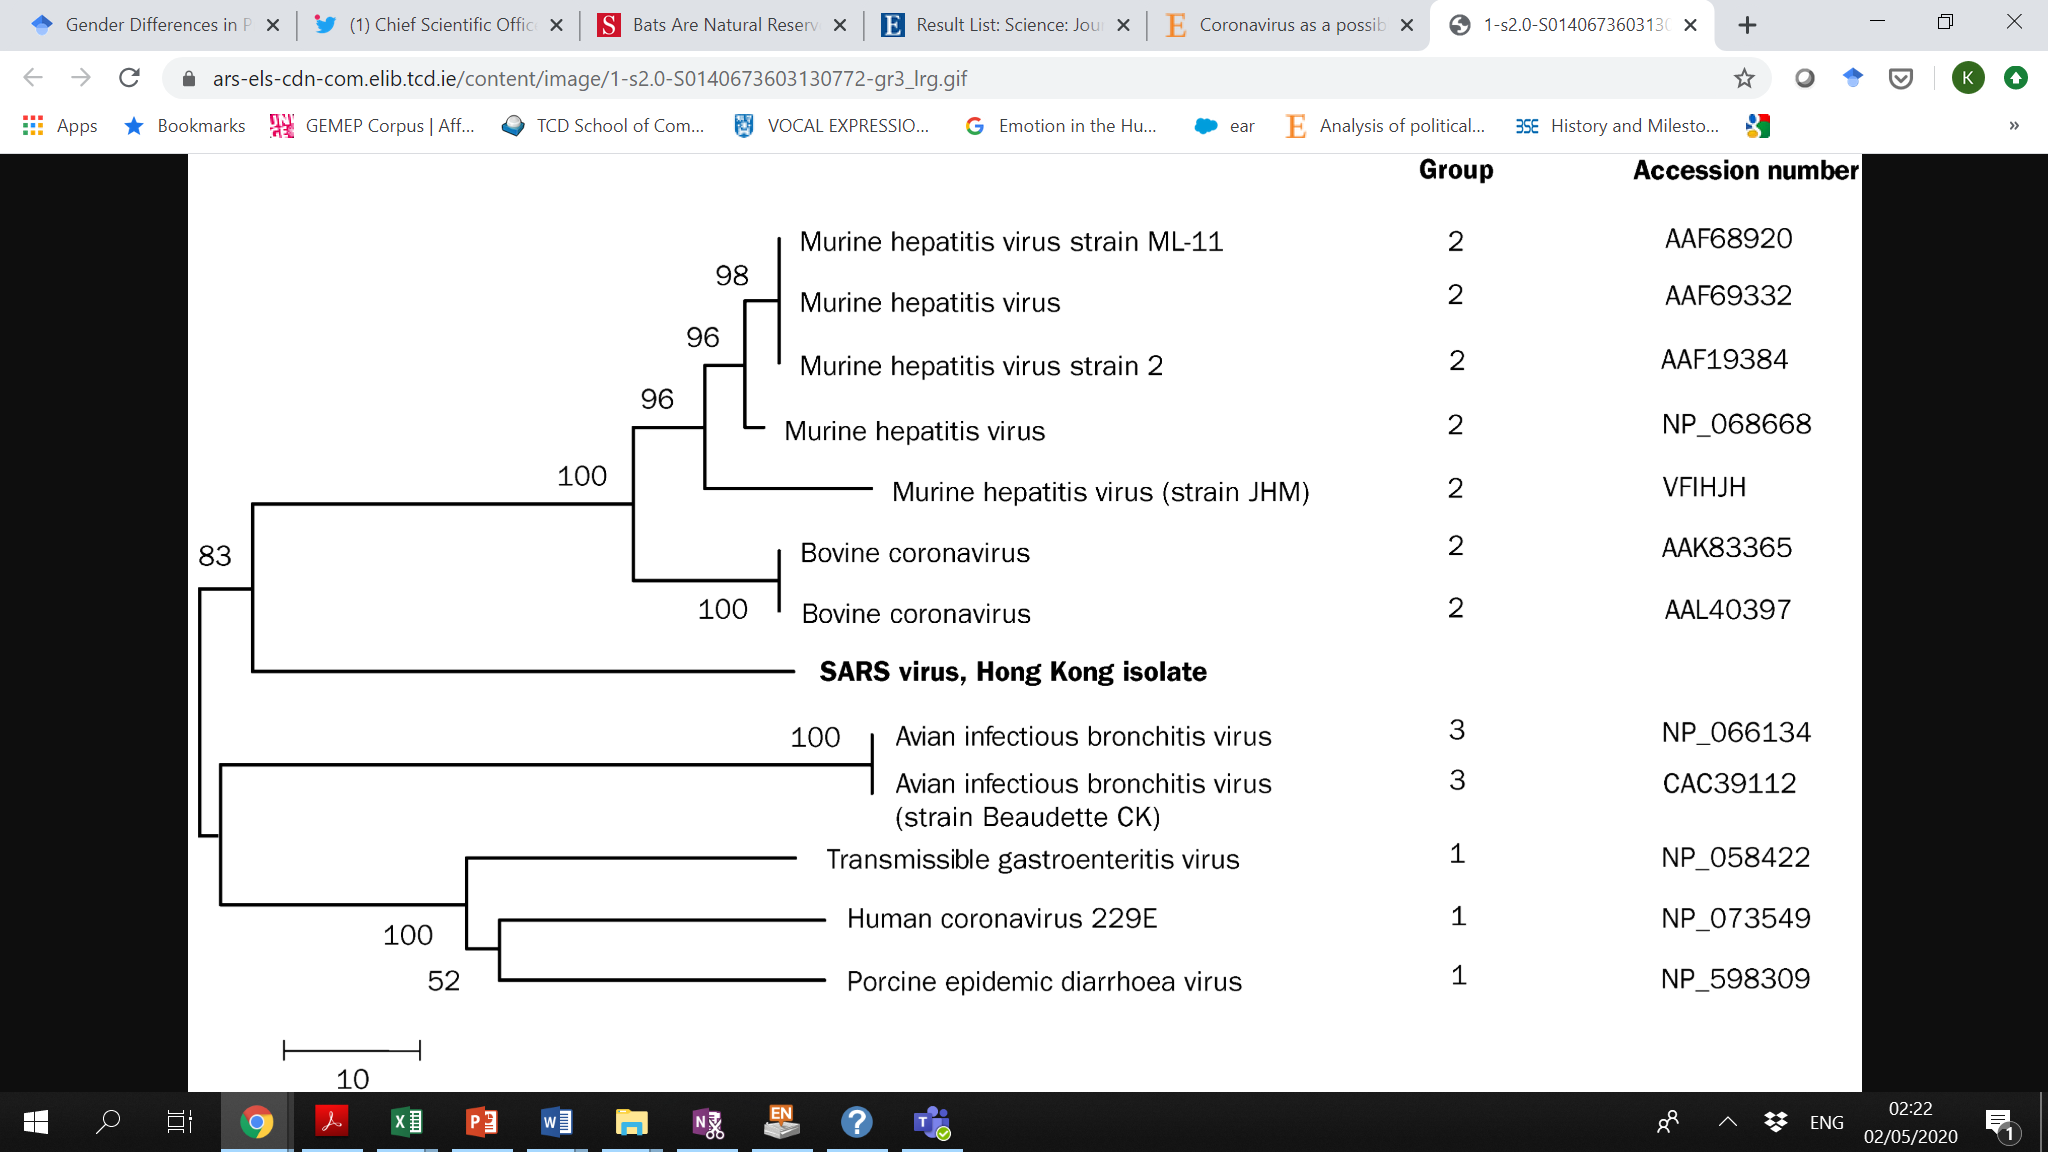 Gender Differences in P
(1) Chief Scientific Offic
Bats Are Natural Reserv
Result List: Science: Jou
Coronavirus as a possib
1-s2.0-S0140673603130
ars-els-cdn-com.elib.tcd.ie/content/image/1-s2.0-S0140673603130772-gr3_lrg.gif
K
Apps
Bookmarks
GEMEP Corpus | Aff...
TCD School of Com...
VOCAL EXPRESSIO...
Emotion in the Hu...
ear
Analysis of political...
BSE History and Milesto...
»
Group Accession number
Murine hepatitis virus strain ML-11 2 AAF68920
98
Murine hepatitis virus 2 AAF69332
96
Murine hepatitis virus strain 2 2 AAF19384
96
Murine hepatitis virus 2 NP_068668
100
Murine hepatitis virus (strain JHM) 2 VFIHJH
83
Bovine coronavirus 2 AAK83365
100
Bovine coronavirus 2 AAL40397
SARS virus, Hong Kong isolate
100
Avian infectious bronchitis virus 3 NP_066134
Avian infectious bronchitis virus 3 CAC39112
(strain Beaudette CK)
Transmissible gastroenteritis virus 1 NP_058422
100
Human coronavirus 229E 1 NP_073549
52
Porcine epidemic diarrhoea virus 1 NP_598309
10
EN
ENG
02:22
02/05/2020
1